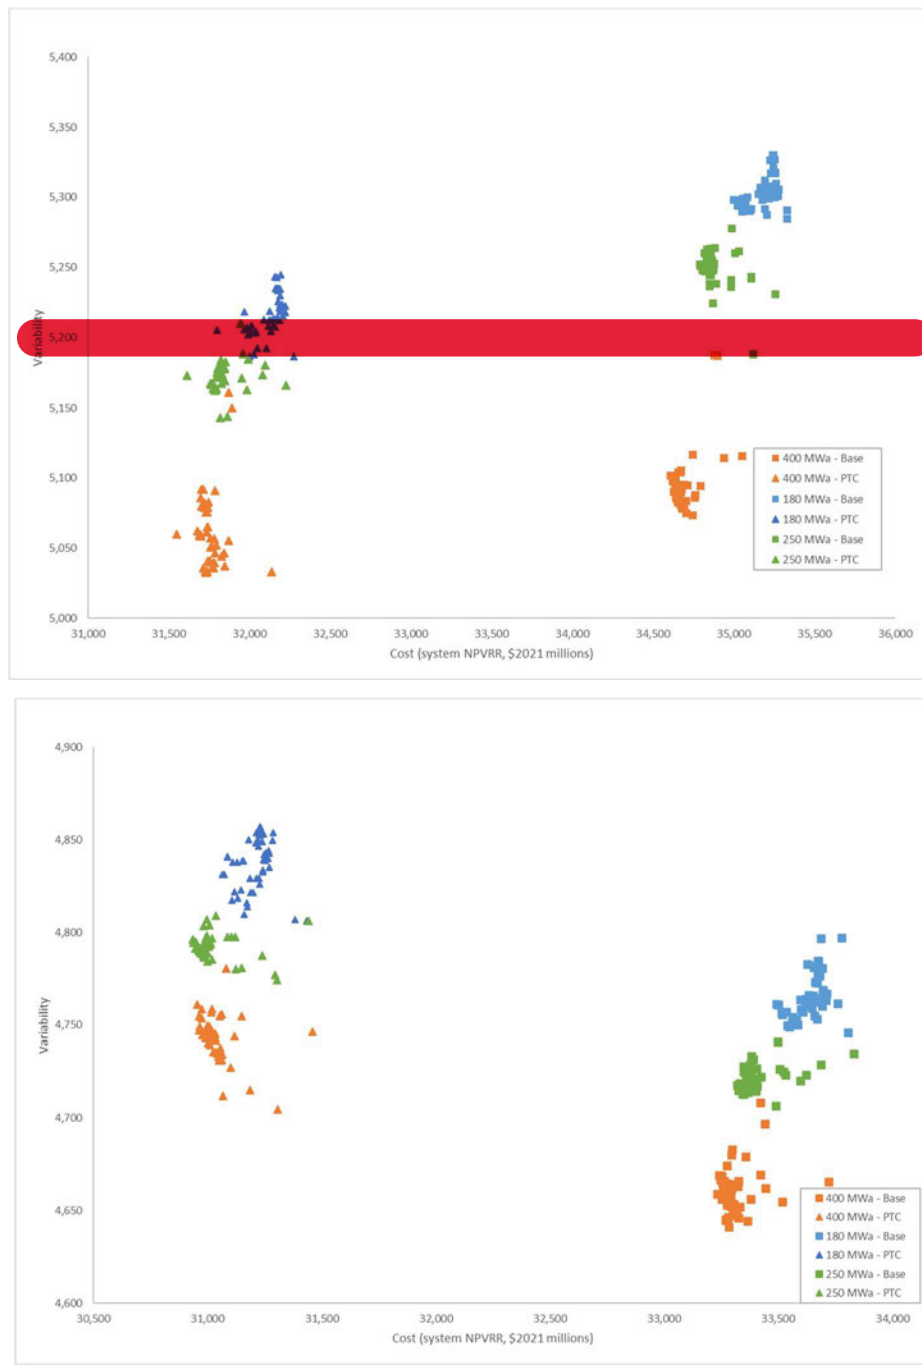 5,400
5,350
5,300
5,250
5,200
Variability
5,150
5,100
5,050
5,000
400 MWa - Base
400 MWa - PTC
180 MWa - Base
180 MWa - PTC
250 MWa - Base
250 MWa - PTC
31,000 31,500 32,000 32,500 33,000 33,500 34,000 34,500 35,000 35,500 36,000
Cost (system NPVRR, $2021 millions)
4,900
4,850
4,800
Variability
4,750
4,700
4,650
4,600
400 MWa - Base
400 MWa - PTC
180 MWa - Base
180 MWa - PTC
250 MWa - Base
250 MWa - PTC
30,500 31,000 31,500 32,000 32,500 33,000 33,500 34,000
Cost (system NPVRR, $2021 millions)